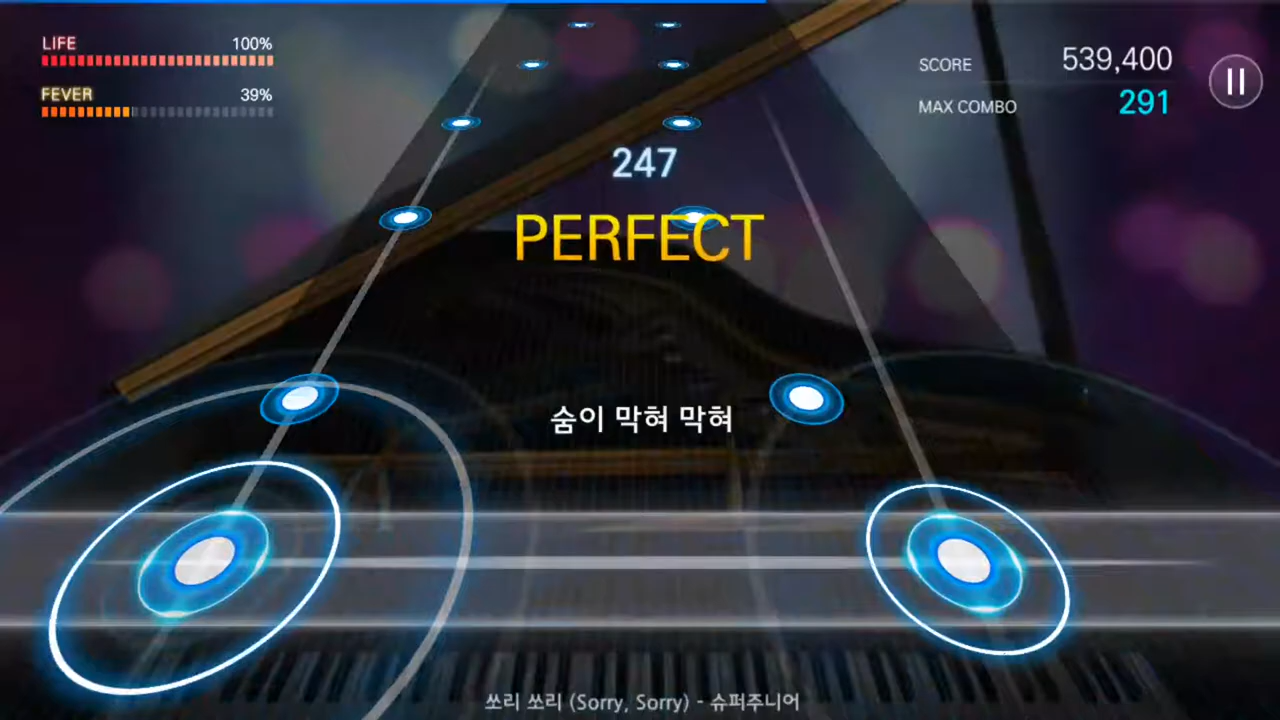 LIFE 100%
FEVER 39%
SCORE 539,400
MAX COMBO 291
247
PERFECT
숨이 막혀 막혀
쏘리 쏘리 (Sorry, Sorry) - 슈퍼주니어